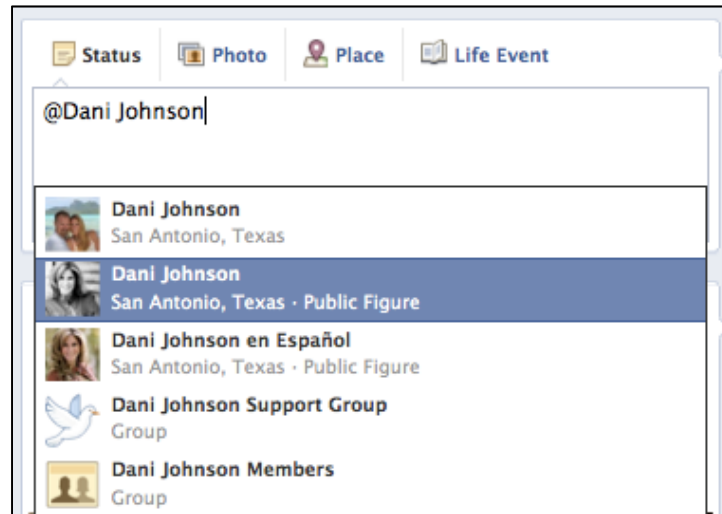 Status Photo Place Life Event
@Dani Johnson
Dani Johnson
San Antonio, Texas
Dani Johnson
San Antonio, Texas · Public Figure
Dani Johnson en Español
San Antonio, Texas · Public Figure
Dani Johnson Support Group
Group
Dani Johnson Members
Group